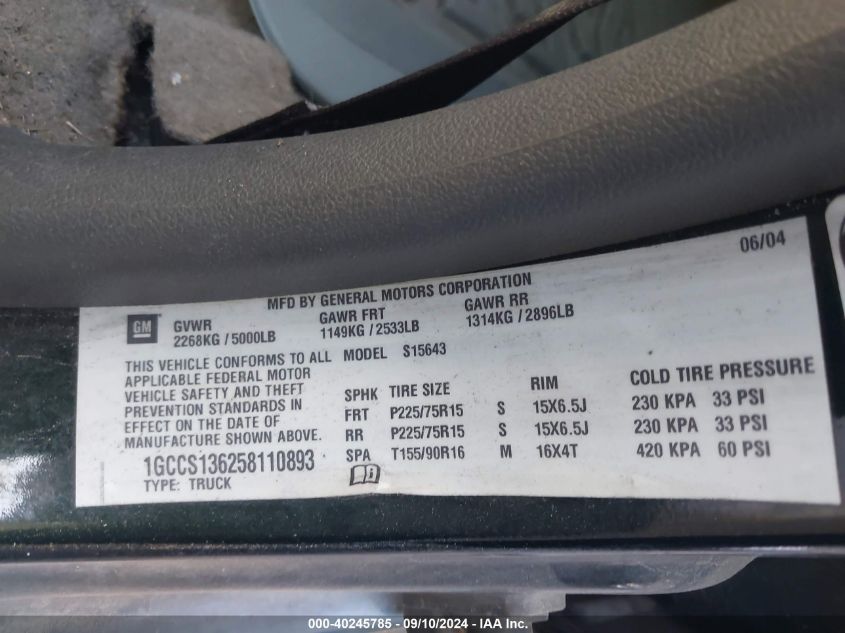 06/04
MFD BY GENERAL MOTORS CORPORATION
GM
GVWR GAWR FRT GAWR RR
2268KG / 5000LB 1149KG / 2533LB 1314KG / 2896LB
THIS VEHICLE CONFORMS TO ALL
APPLICABLE FEDERAL MOTOR
VEHICLE SAFETY AND THEFT
PREVENTION STANDARDS IN
EFFECT ON THE DATE OF
MANUFACTURE SHOWN ABOVE.
MODEL S15643
SPHK TIRE SIZE RIM COLD TIRE PRESSURE
FRT P225/75R15 S 15X6.5J 230 KPA 33 PSI
RR P225/75R15 S 15X6.5J 230 KPA 33 PSI
SPA T155/90R16 M 16X4T 420 KPA 60 PSI
1GCCS136258110893
TYPE: TRUCK
000-40245785 - 09/10/2024 - IAA Inc.